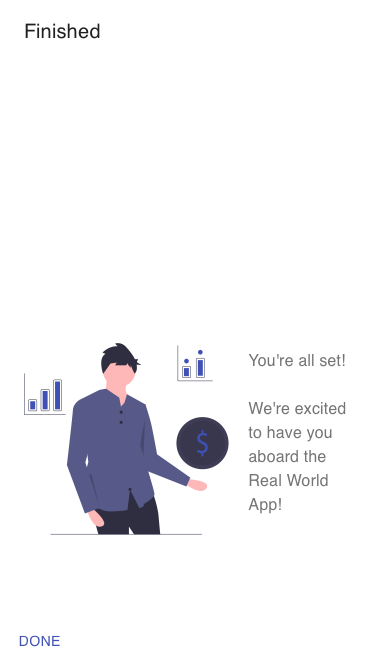 Finished
You're all set!
We're excited
to have you
aboard the
Real World
App!
$
DONE